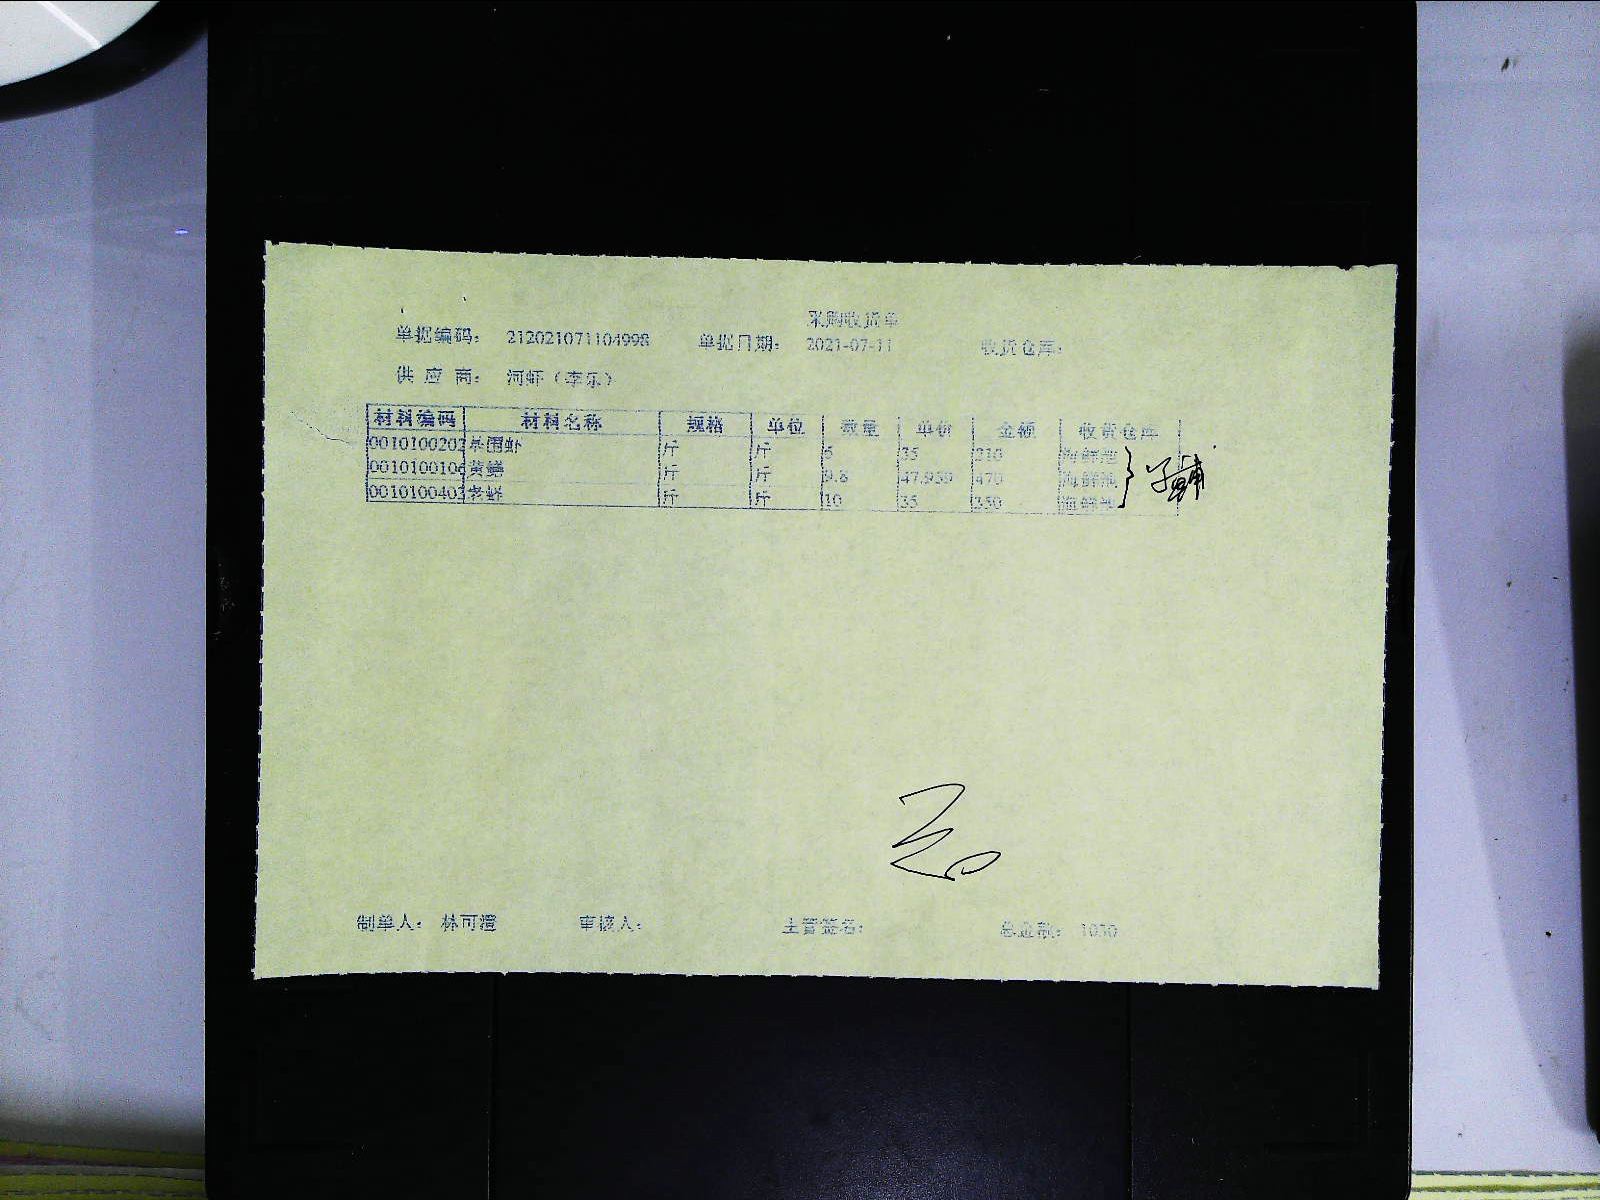 采购收货单
单据编码： 212021071104998 单据日期： 2021-07-11 收货仓库：
供 应 商： 河虾（李乐）
材料编码 材料名称 规格 单位 数量 单价 金额 收货仓库
0010100202 基围虾 斤 斤 6 35 210 海鲜池
0010100106 黄鳝 斤 斤 9.8 47.959 470 海鲜池
0010100403 斤 斤 10 35 350 海鲜池
制单人： 林可澄 审核人： 主管签名： 总金额： 1030